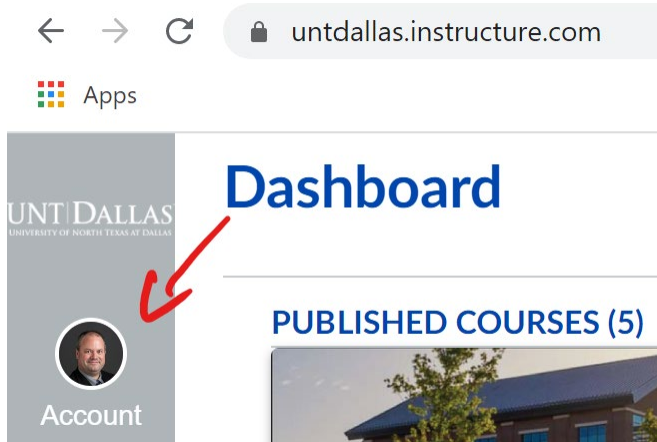 untdallas.instructure.com
Apps
UNT DALLAS
UNIVERSITY OF NORTH TEXAS AT DALLAS
Dashboard
PUBLISHED COURSES (5)
Account